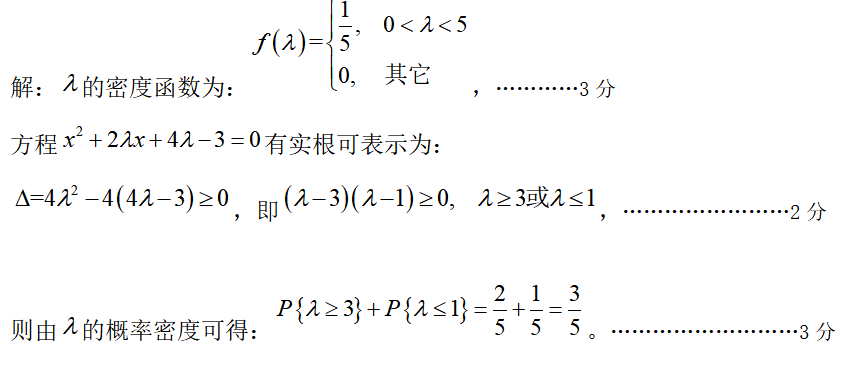 解：λ的密度函数为：f(λ)={1/5, 0<λ<5; 0, 其它 ，…………3 分
方程 x²+2λx+4λ−3=0 有实根可表示为：
Δ=4λ²−4(4λ−3)≥0，即 (λ−3)(λ−1)≥0, λ≥3或λ≤1，……………………2 分
则由λ的概率密度可得：P{λ≥3}+P{λ≤1}=2/5+1/5=3/5。………………………3 分